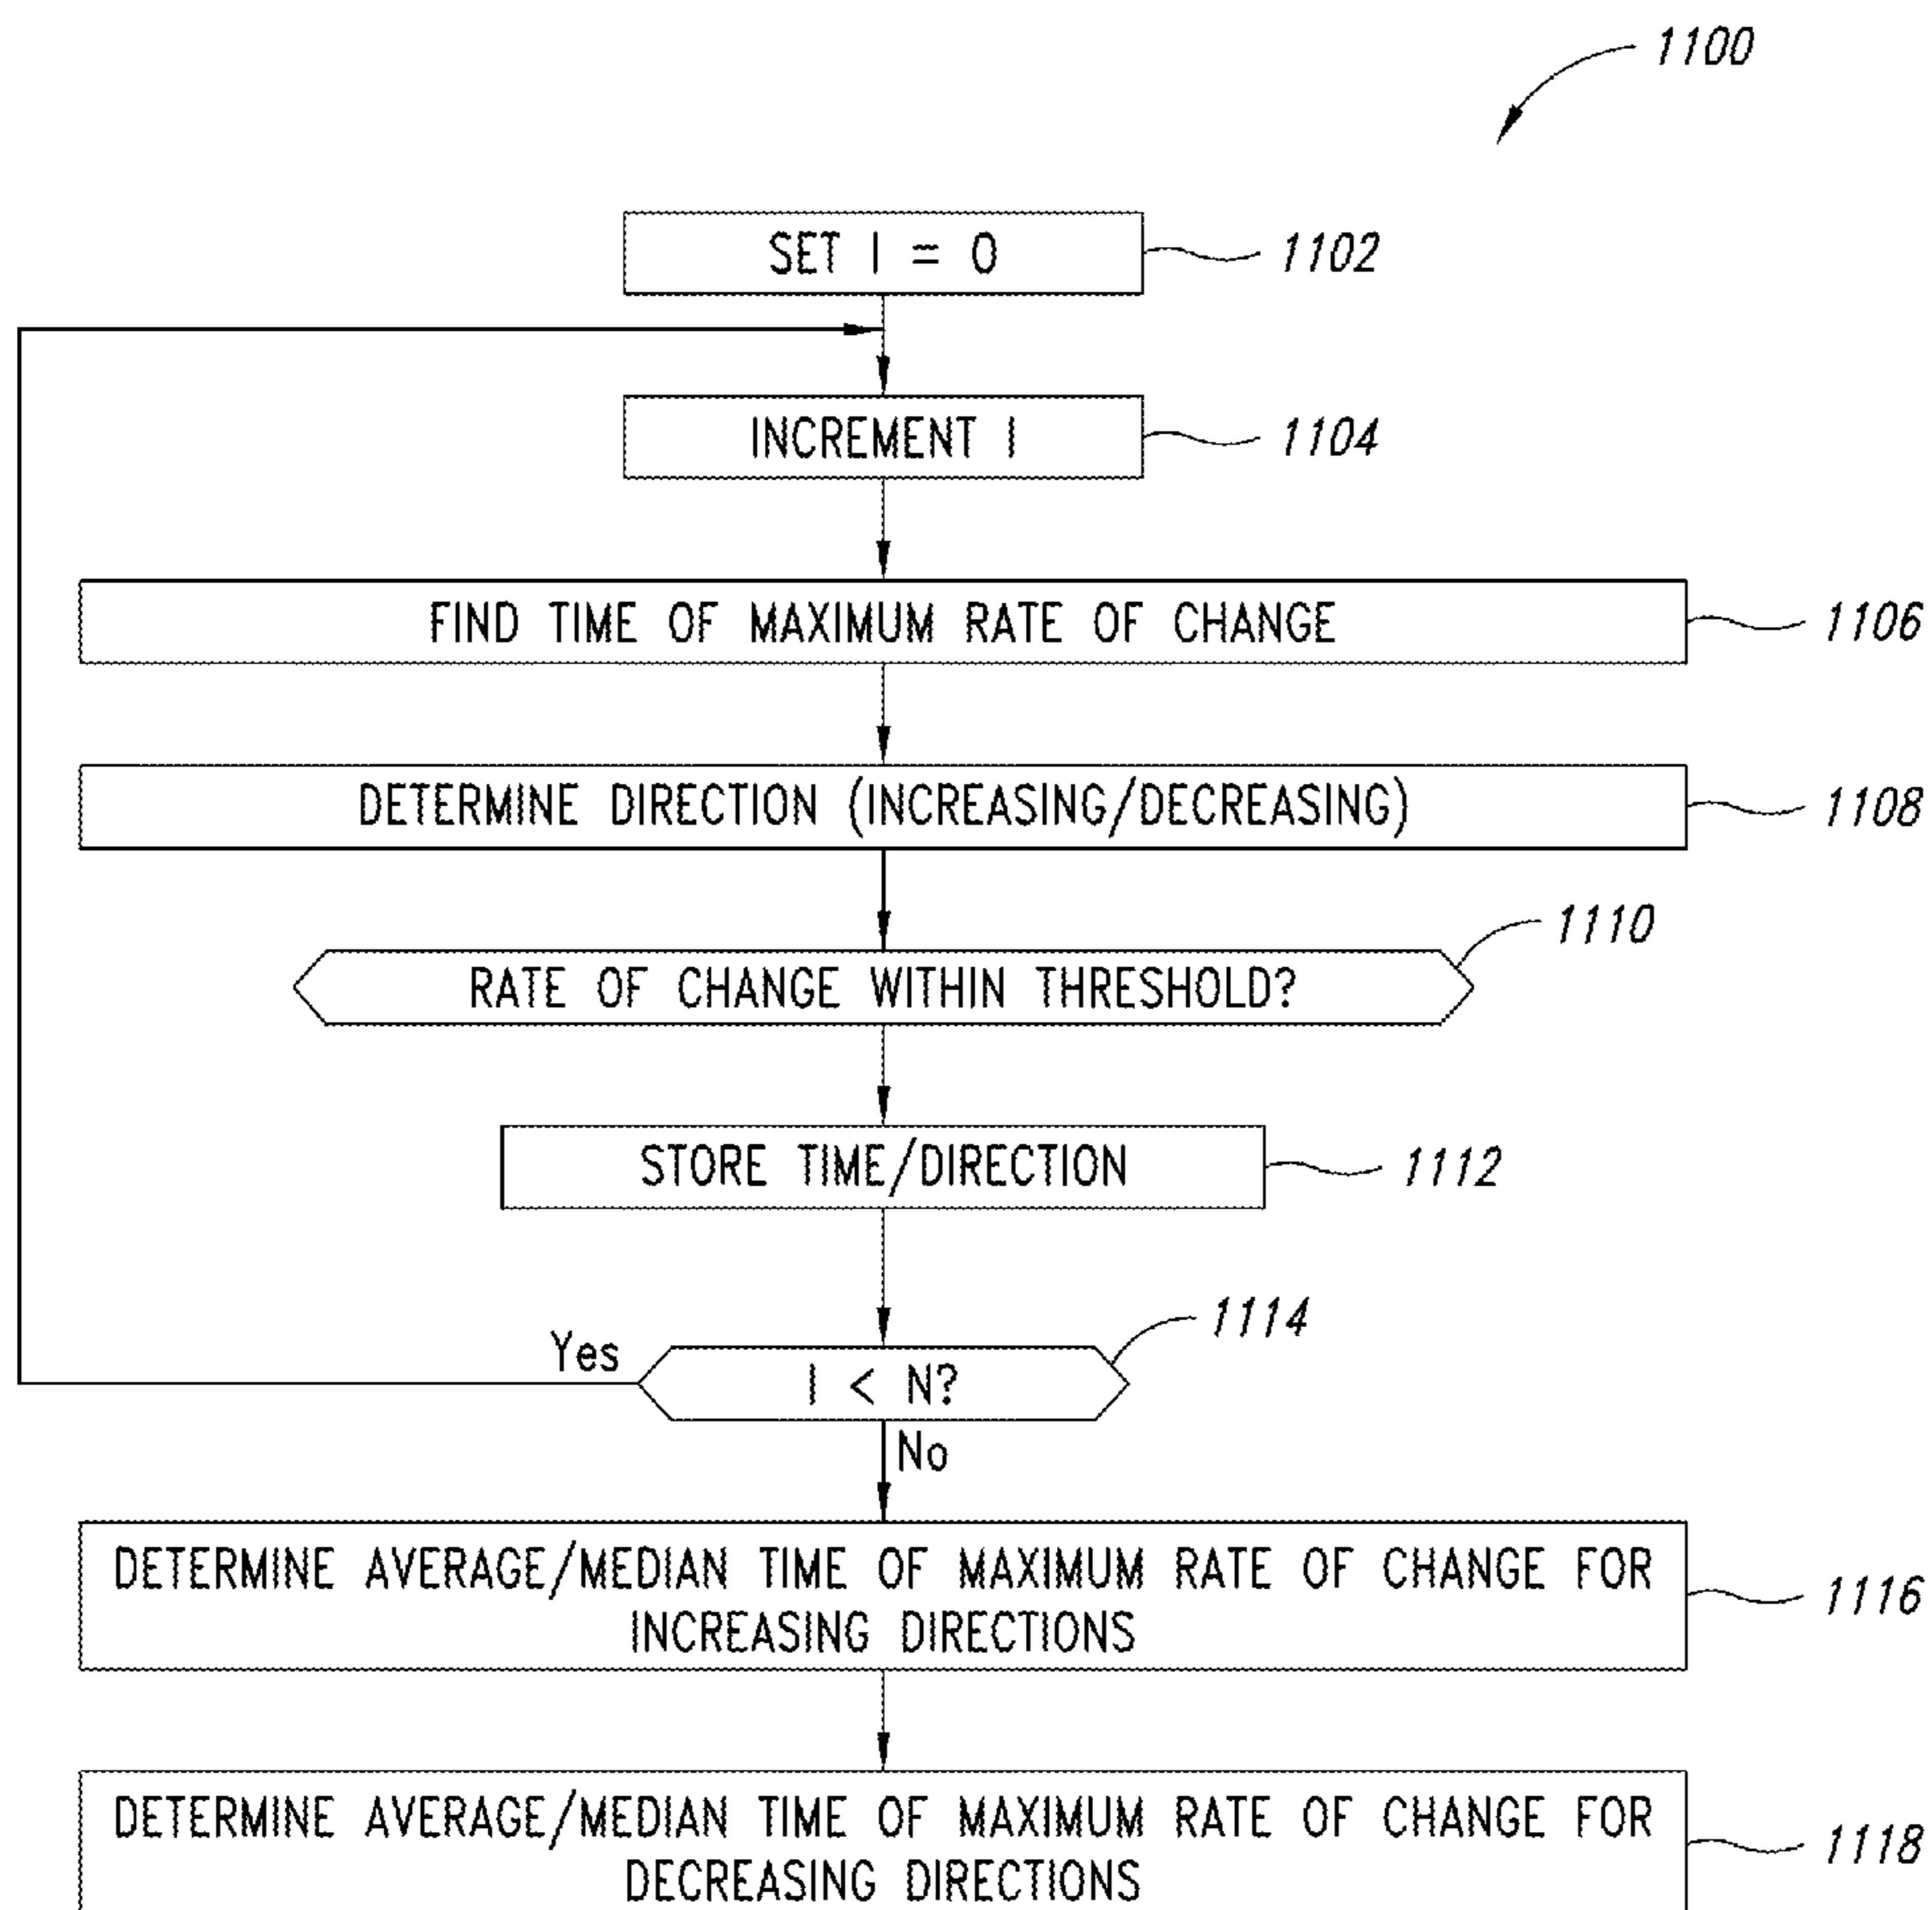 1100
SET I = 0
1102
INCREMENT I
1104
FIND TIME OF MAXIMUM RATE OF CHANGE
1106
DETERMINE DIRECTION (INCREASING/DECREASING)
1108
1110
RATE OF CHANGE WITHIN THRESHOLD?
STORE TIME/DIRECTION
1112
1114
Yes
I < N?
No
DETERMINE AVERAGE/MEDIAN TIME OF MAXIMUM RATE OF CHANGE FOR
INCREASING DIRECTIONS
1116
DETERMINE AVERAGE/MEDIAN TIME OF MAXIMUM RATE OF CHANGE FOR
DECREASING DIRECTIONS
1118